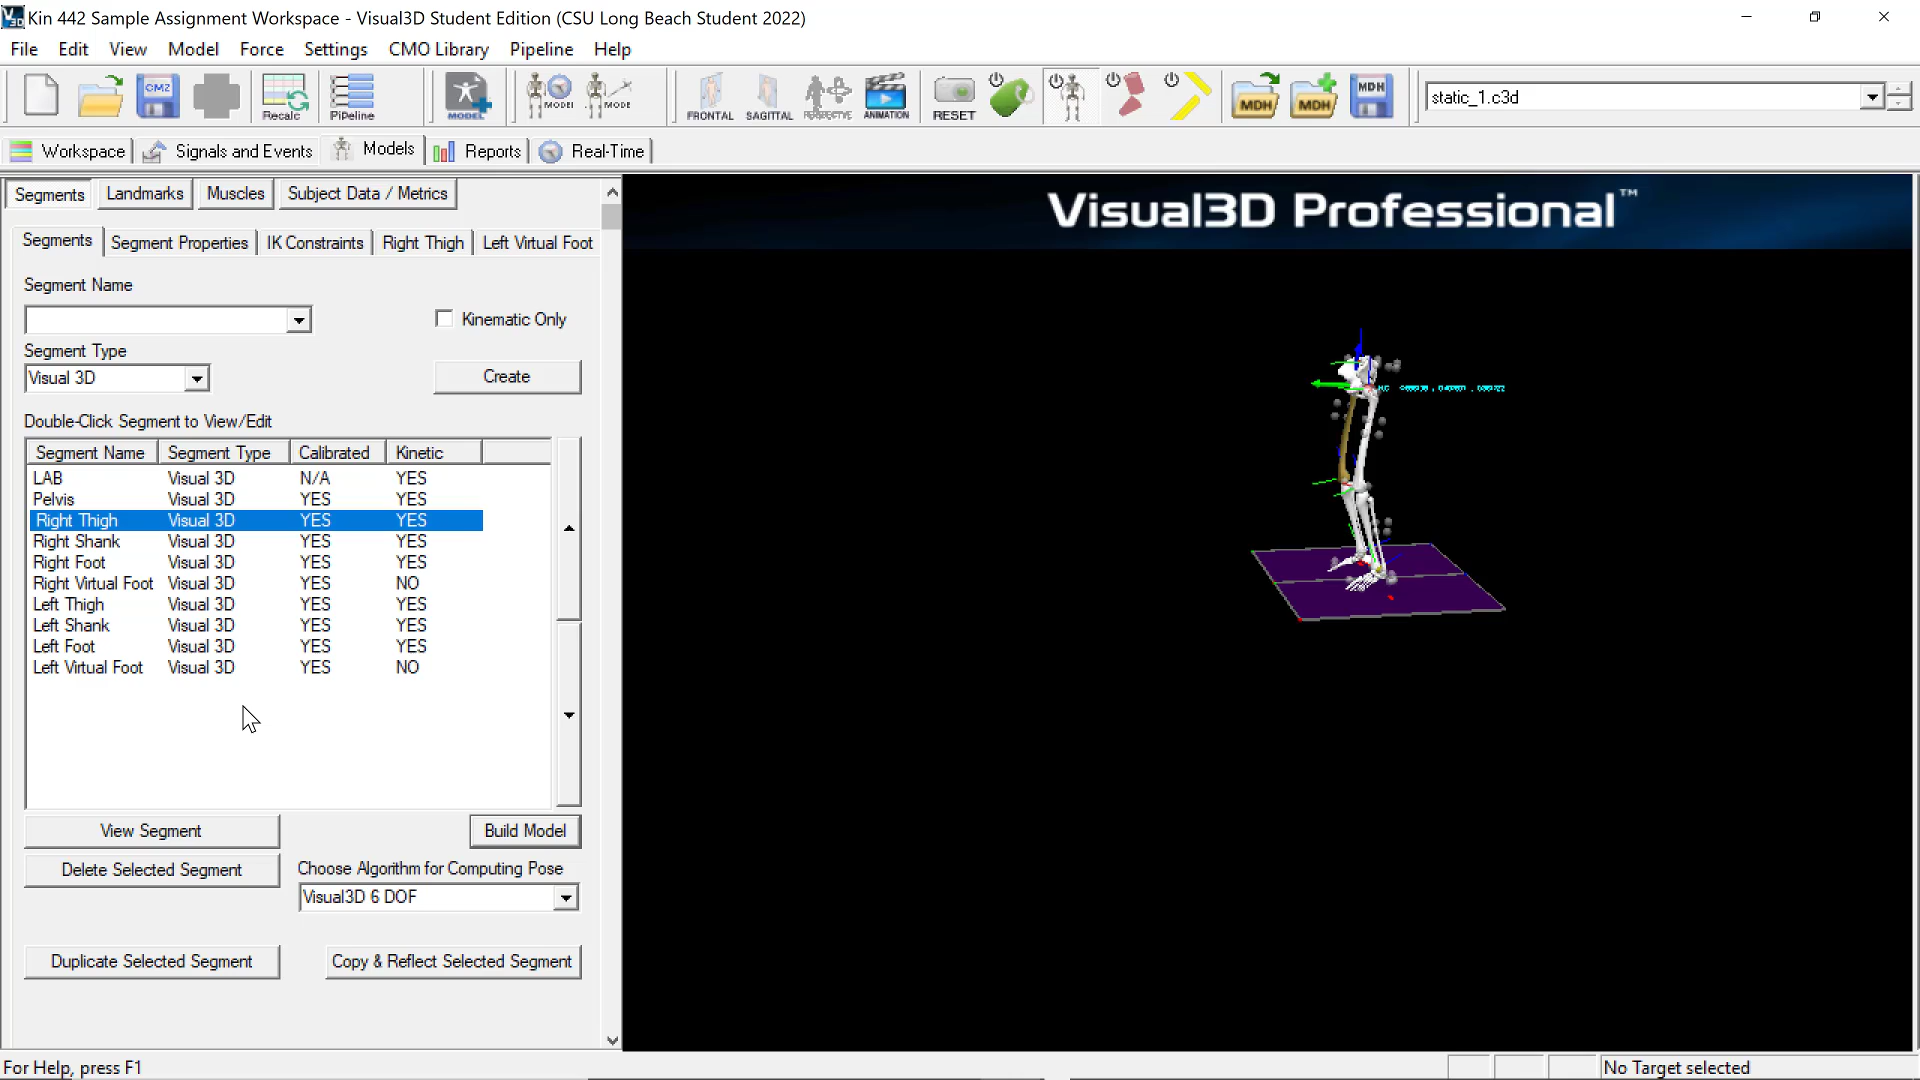 Kin 442 Sample Assignment Workspace - Visual3D Student Edition (CSU Long Beach Student 2022)
File Edit View Model Force Settings CMO Library Pipeline Help
CMZ Recalc PiPeline MODEL MODEL MODE FRONTAL SAGITTAL PERSPECTIVE ANIMATION RESET MDH MDH MDH static_1.c3d
Workspace Signals and Events Models Reports Real-Time
Segments Landmarks Muscles Subject Data / Metrics
Visual3D Professional™
Segments Segment Properties IK Constraints Right Thigh Left Virtual Foot
Segment Name
Kinematic Only
Segment Type
Visual 3D Create
Double-Click Segment to View/Edit
Segment Name Segment Type Calibrated Kinetic
LAB Visual 3D N/A YES
Pelvis Visual 3D YES YES
Right Thigh Visual 3D YES YES
Right Shank Visual 3D YES YES
Right Foot Visual 3D YES YES
Right Virtual Foot Visual 3D YES NO
Left Thigh Visual 3D YES YES
Left Shank Visual 3D YES YES
Left Foot Visual 3D YES YES
Left Virtual Foot Visual 3D YES NO
View Segment Build Model
Delete Selected Segment Choose Algorithm for Computing Pose
Visual3D 6 DOF
Duplicate Selected Segment Copy & Reflect Selected Segment
For Help, press F1 No Target selected